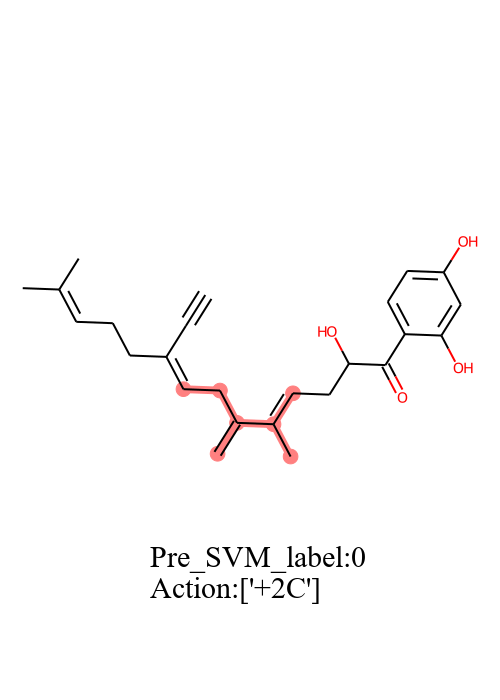 OH
HO
OH
O
Pre_SVM_label:0
Action:['+2C']